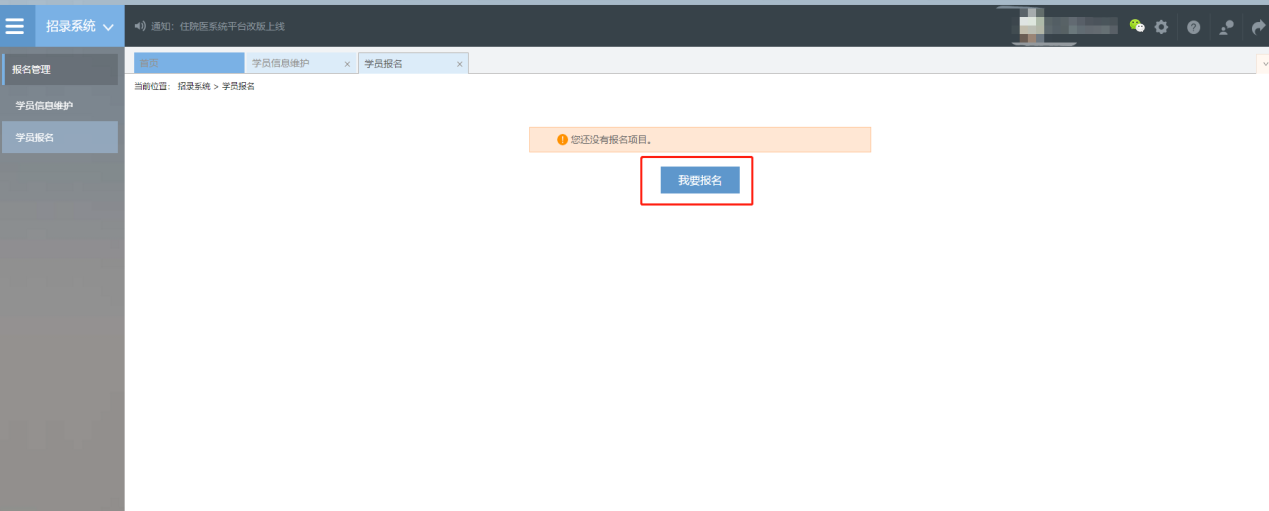 招录系统
通知：住院医系统平台改版上线
报名管理
学员信息维护
学员报名
首页
学员信息维护
学员报名
当前位置： 招录系统 > 学员报名
您还没有报名项目。
我要报名